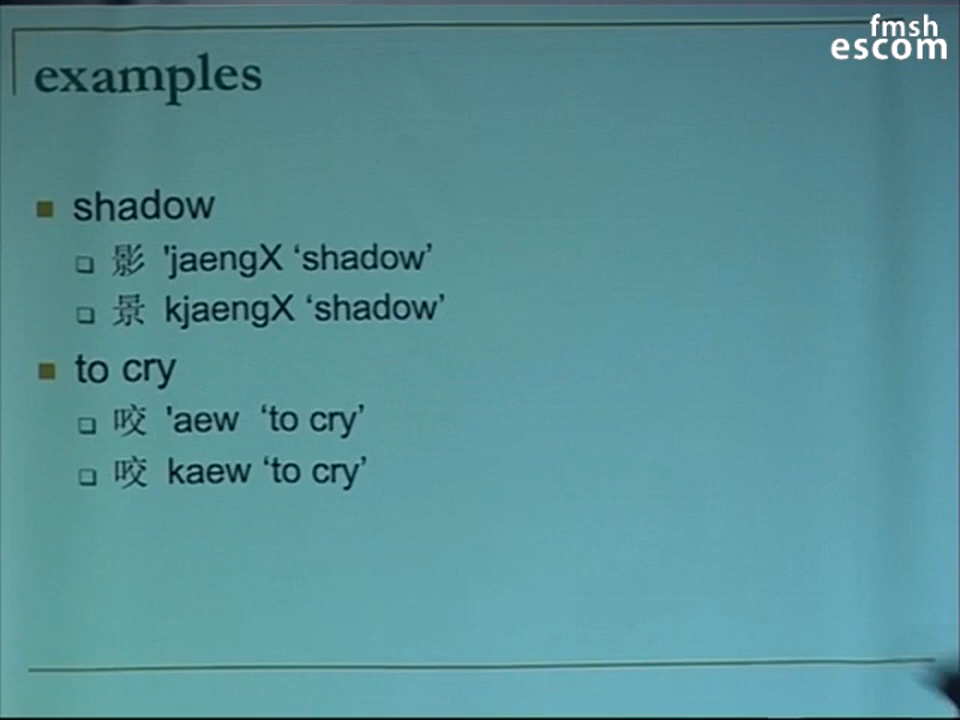 fmsh
escom
examples
shadow
影 'jaengX ‘shadow’
景 kjaengX ‘shadow’
to cry
咬 'aew ‘to cry’
咬 kaew ‘to cry’